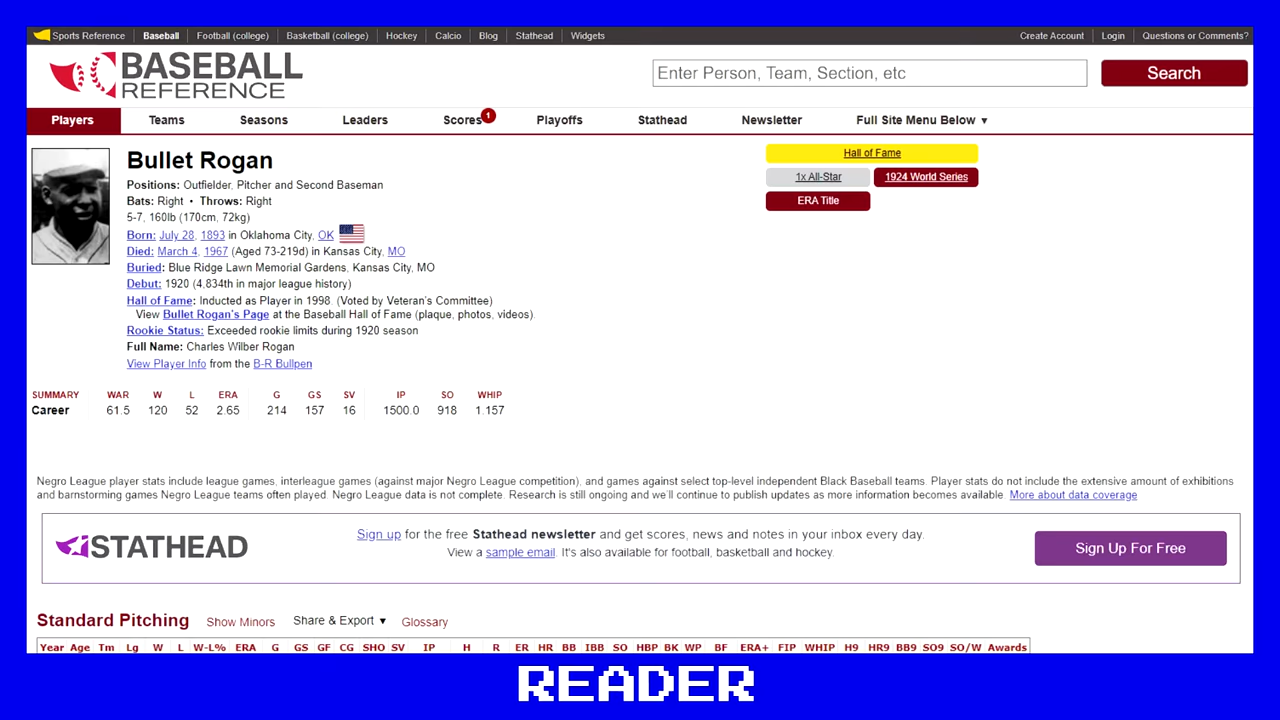 Sports Reference Baseball Football (college) Basketball (college) Hockey Calcio Blog Stathead Widgets Create Account Login Questions or Comments?
BASEBALL
REFERENCE
Enter Person, Team, Section, etc Search
Players Teams Seasons Leaders Scores 1 Playoffs Stathead Newsletter Full Site Menu Below ▼
Bullet Rogan
Positions: Outfielder, Pitcher and Second Baseman
Bats: Right • Throws: Right
5-7, 160lb (170cm, 72kg)
Born: July 28, 1893 in Oklahoma City, OK
Died: March 4, 1967 (Aged 73-219d) in Kansas City, MO
Buried: Blue Ridge Lawn Memorial Gardens, Kansas City, MO
Debut: 1920 (4,834th in major league history)
Hall of Fame: Inducted as Player in 1998. (Voted by Veteran's Committee)
View Bullet Rogan's Page at the Baseball Hall of Fame (plaque, photos, videos).
Rookie Status: Exceeded rookie limits during 1920 season
Full Name: Charles Wilber Rogan
View Player Info from the B-R Bullpen
Hall of Fame
1x All-Star 1924 World Series
ERA Title
SUMMARY WAR W L ERA G GS SV IP SO WHIP
Career 61.5 120 52 2.65 214 157 16 1500.0 918 1.157
Negro League player stats include league games, interleague games (against major Negro League competition), and games against select top-level independent Black Baseball teams. Player stats do not include the extensive amount of exhibitions
and barnstorming games Negro League teams often played. Negro League data is not complete. Research is still ongoing and we'll continue to publish updates as more information becomes available. More about data coverage
STATHEAD
Sign up for the free Stathead newsletter and get scores, news and notes in your inbox every day.
View a sample email. It's also available for football, basketball and hockey.
Sign Up For Free
Standard Pitching Show Minors Share & Export ▼ Glossary
Year Age Tm Lg W L W-L% ERA G GS GF CG SHO SV IP H R ER HR BB IBB SO HBP BK WP BF ERA+ FIP WHIP H9 HR9 BB9 SO9 SO/W Awards
READER